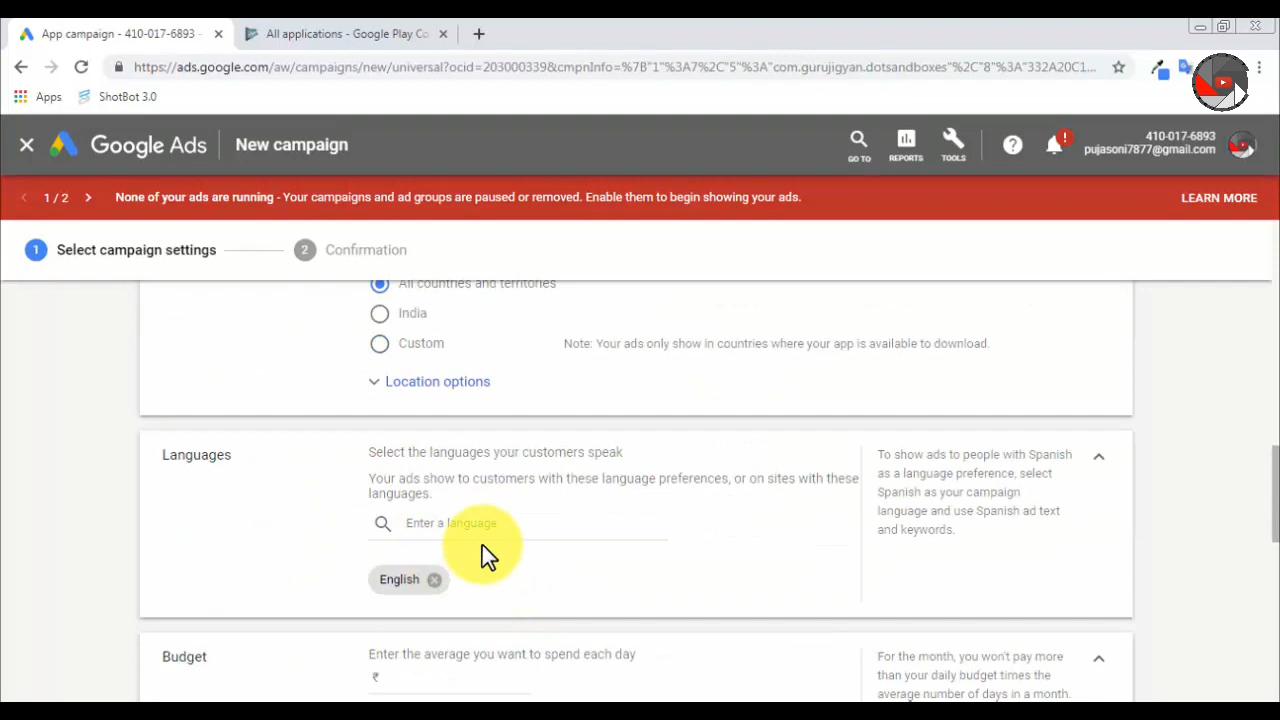 App campaign - 410-017-6893 -
All applications - Google Play Co
https://ads.google.com/aw/campaigns/new/universal?ocid=203000339&cmpnInfo=%7B"1"%3A7%2C"5"%3A"com.gurujigyan.dotsandboxes"%2C"8"%3A"332A20C1...
Apps
ShotBot 3.0
Google Ads
New campaign
GO TO
REPORTS
TOOLS
410-017-6893
pujasoni7877@gmail.com
1 / 2
None of your ads are running - Your campaigns and ad groups are paused or removed. Enable them to begin showing your ads.
LEARN MORE
1 Select campaign settings
2 Confirmation
All countries and territories
India
Custom
Note: Your ads only show in countries where your app is available to download.
Location options
Languages
Select the languages your customers speak
Your ads show to customers with these language preferences, or on sites with these
languages.
Enter a language
English
To show ads to people with Spanish
as a language preference, select
Spanish as your campaign
language and use Spanish ad text
and keywords.
Budget
Enter the average you want to spend each day
₹
For the month, you won't pay more
than your daily budget times the
average number of days in a month.